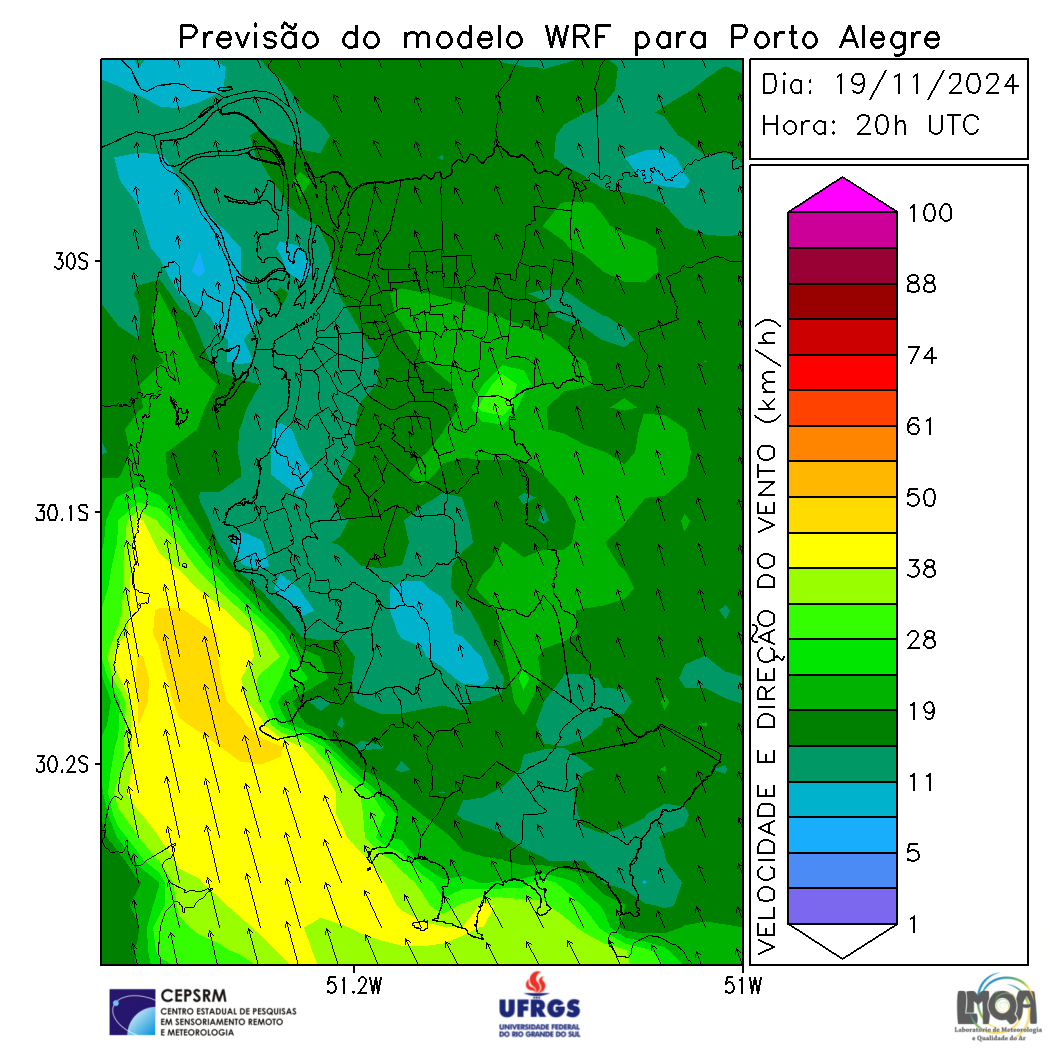 Previsão do modelo WRF para Porto Alegre
Dia: 19/11/2024
Hora: 20h UTC
30S
30.1S
30.2S
51.2W
51W
VELOCIDADE E DIREÇÃO DO VENTO (km/h)
100
88
74
61
50
38
28
19
11
5
1
CEPSRM
CENTRO ESTADUAL DE PESQUISAS
EM SENSORIAMENTO REMOTO
E METEOROLOGIA
UFRGS
UNIVERSIDADE FEDERAL
DO RIO GRANDE DO SUL
LMQA
Laboratório de Meteorologia
e Qualidade do Ar